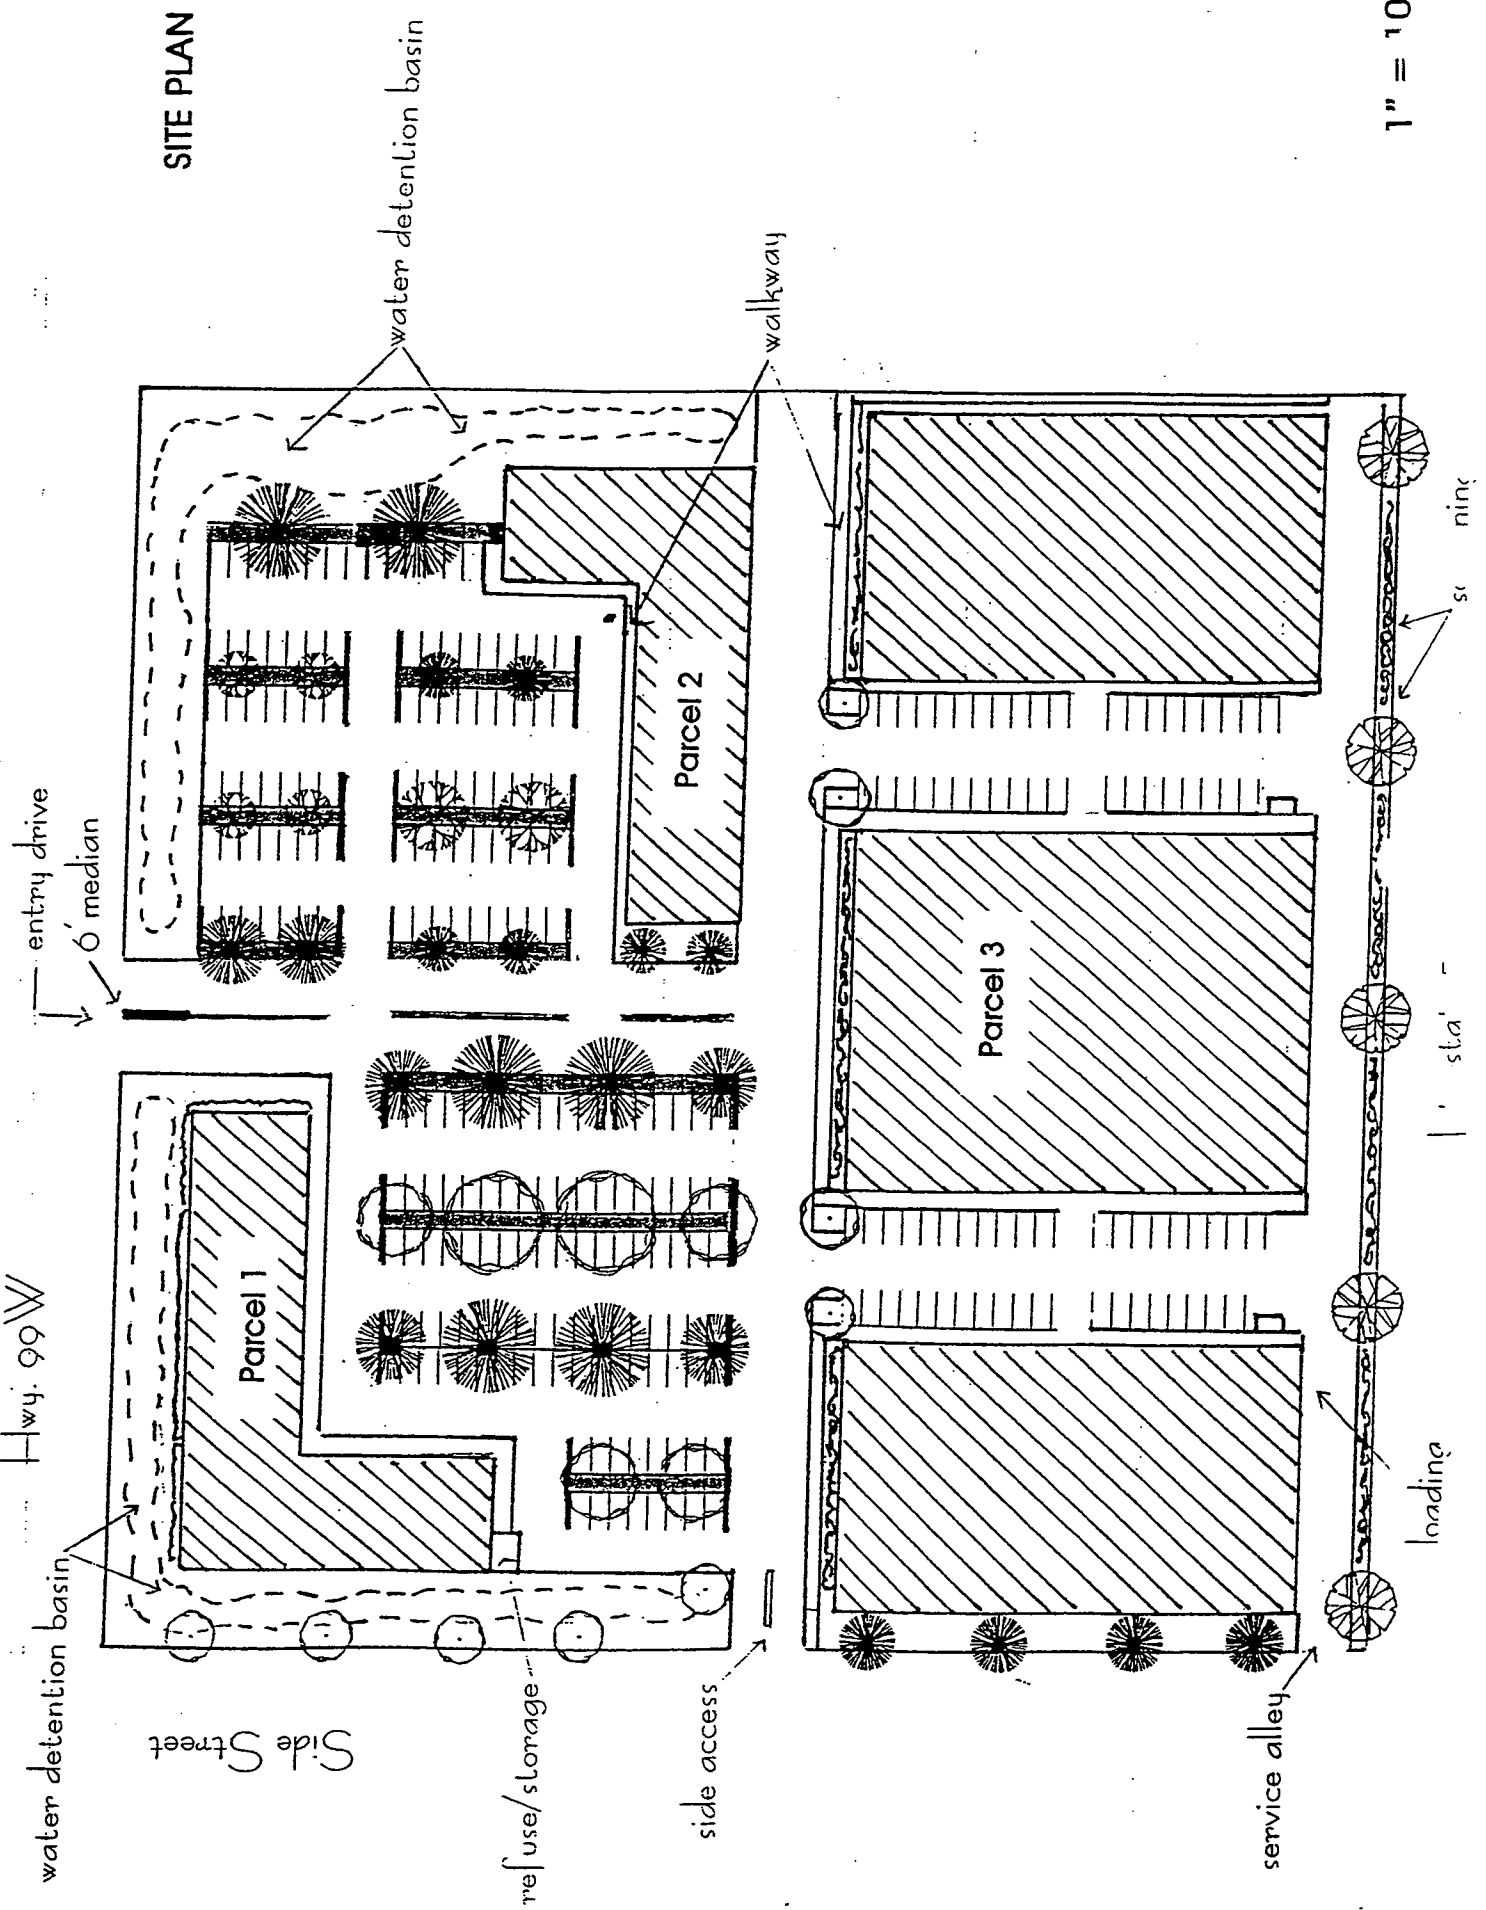 SITE PLAN
water detention basin
walkway
entry drive
6' median
Hwy. 99W
water detention basin
Side Street
refuse/storage
side access
service alley
loading
Parcel 1
Parcel 2
Parcel 3
1" = 10